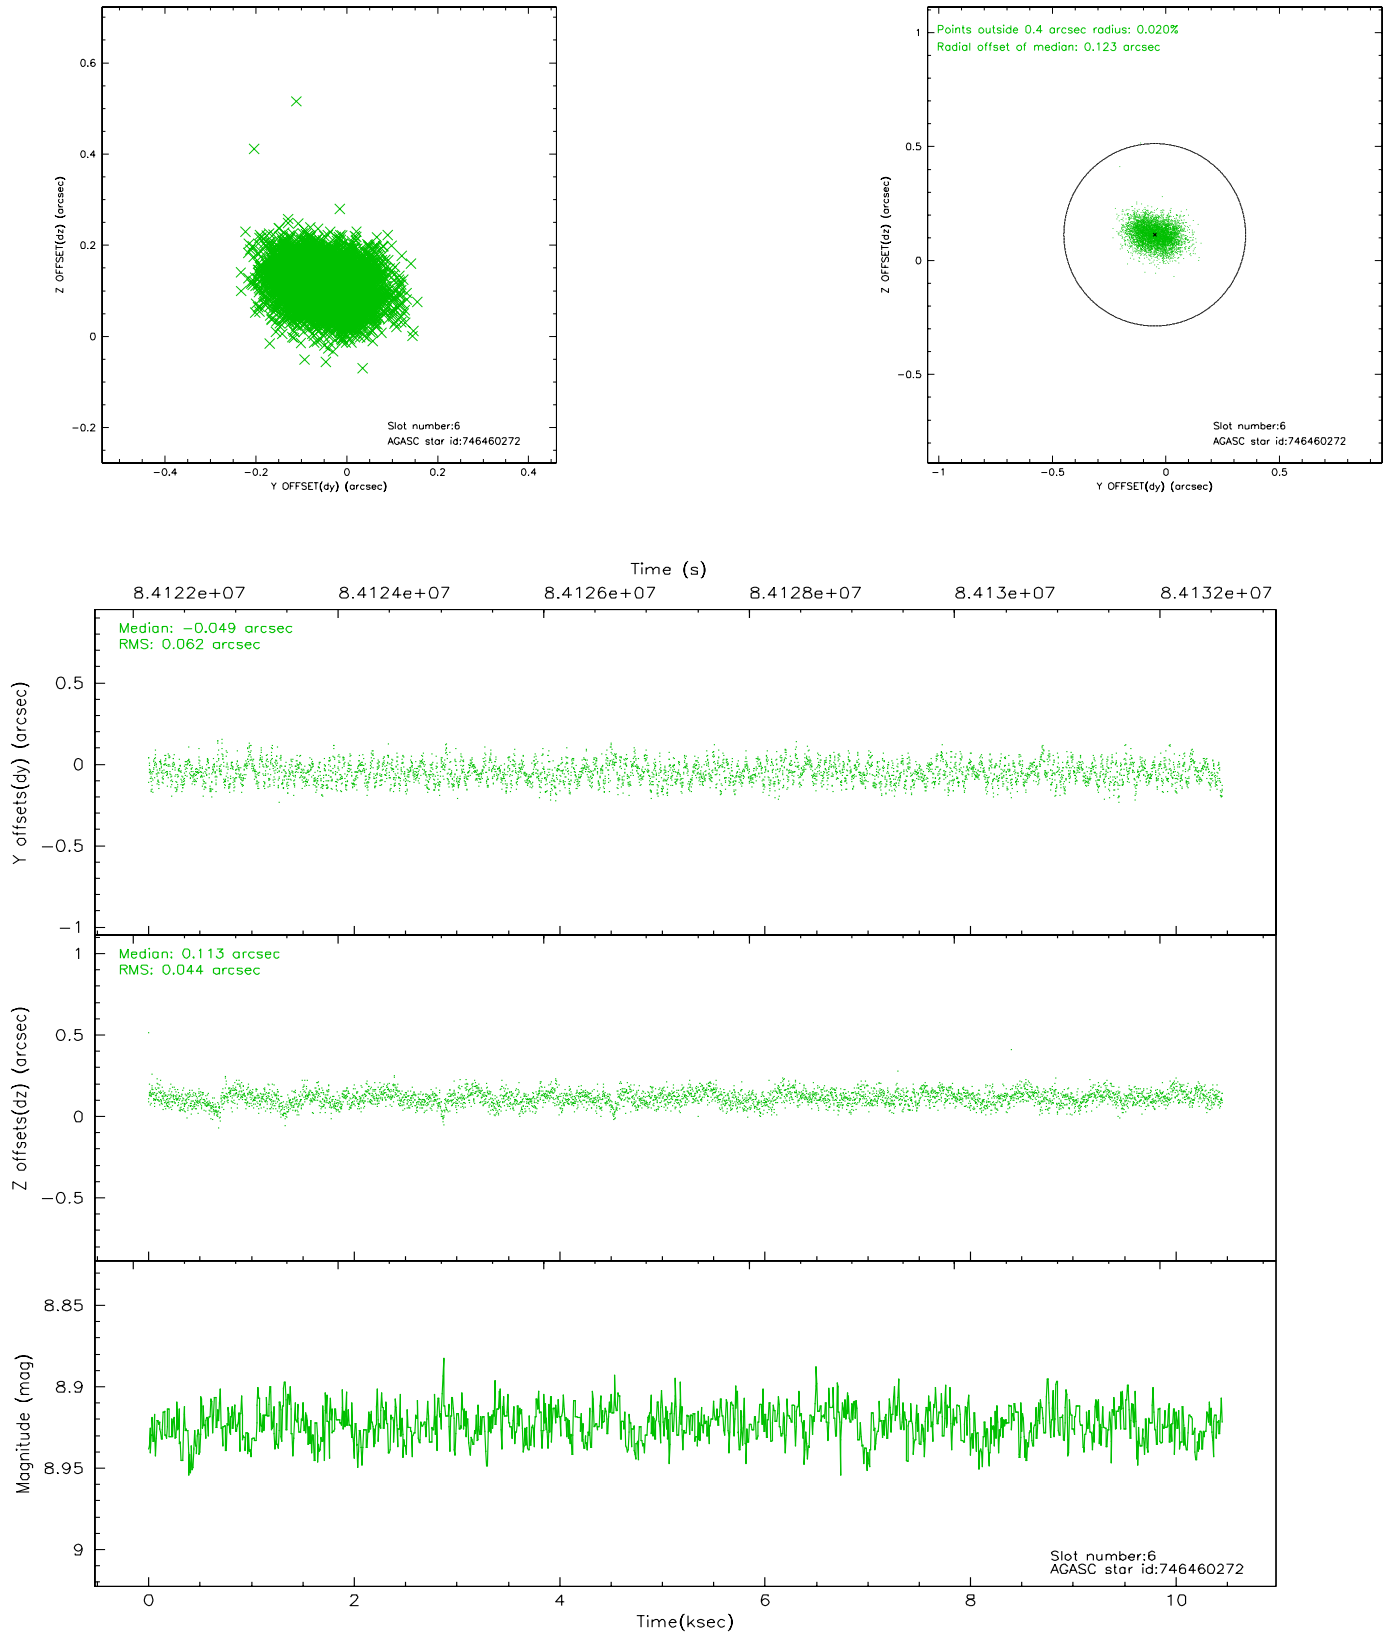 0.6
0.4
0.2
0
-0.2
Z OFFSET(dz) (arcsec)
Slot number:6
AGASC star id:746460272
-0.4 -0.2 0 0.2 0.4
Y OFFSET(dy) (arcsec)
Points outside 0.4 arcsec radius: 0.020%
Radial offset of median: 0.123 arcsec
1
0.5
0
-0.5
Z OFFSET(dz) (arcsec)
Slot number:6
AGASC star id:746460272
-1 -0.5 0 0.5
Y OFFSET(dy) (arcsec)
Time (s)
8.4122e+07 8.4124e+07 8.4126e+07 8.4128e+07 8.413e+07 8.4132e+07
Median: -0.049 arcsec
RMS: 0.062 arcsec
0.5
0
-0.5
-1
Y offsets(dy) (arcsec)
Median: 0.113 arcsec
RMS: 0.044 arcsec
1
0.5
0
-0.5
Z offsets(dz) (arcsec)
8.85
8.9
8.95
9
Magnitude (mag)
Slot number:6
AGASC star id:746460272
0 2 4 6 8 10
Time(ksec)